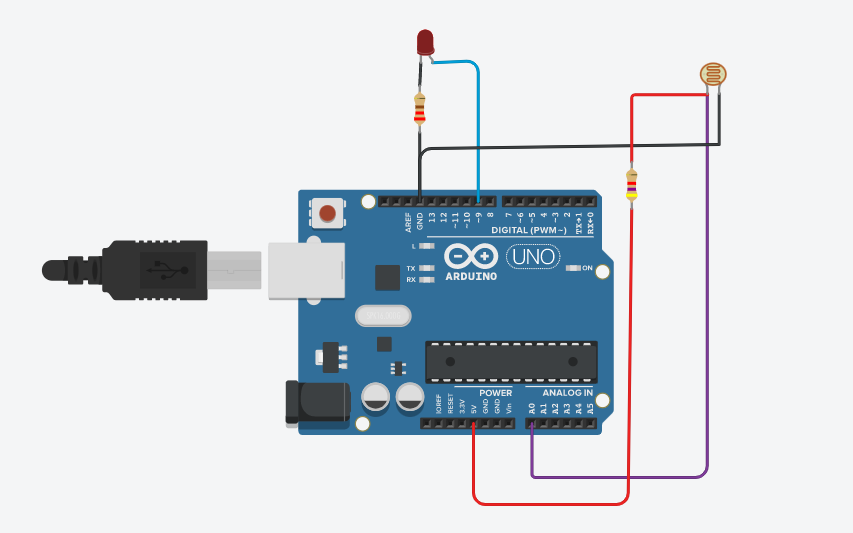 AREF
GND
13
12
~11
~10
~9
8
7
~6
~5
4
~3
2
TX→1
RX←0
DIGITAL (PWM~)
L
TX
RX
ARDUINO
UNO
ON
POWER
ANALOG IN
IOREF
RESET
3.3V
5V
GND
GND
Vin
A0
A1
A2
A3
A4
A5